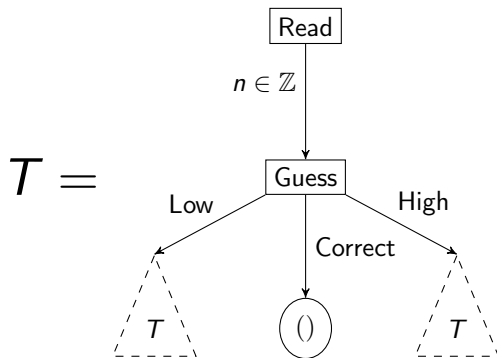 Read
n ∈ ℤ
T =
Guess
Low
High
Correct
T
()
T